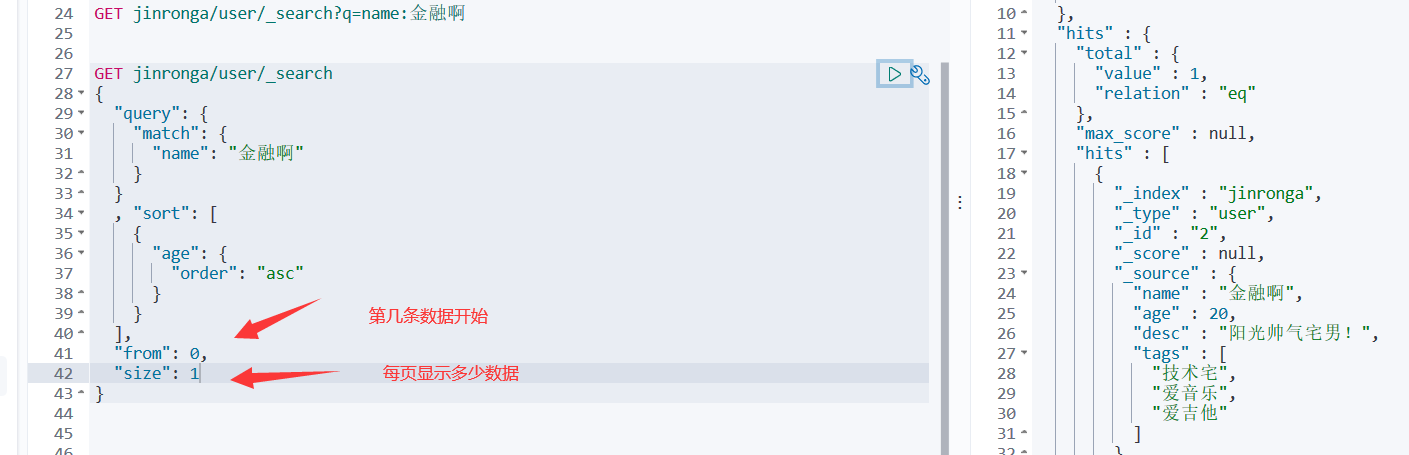 24 GET jinronga/user/_search?q=name:金融啊
25
26
27 GET jinronga/user/_search
28 {
29 "query": {
30 "match": {
31 "name": "金融啊"
32 }
33 }
34 , "sort": [
35 {
36 "age": {
37 "order": "asc"
38 }
39 }
40 ],
41 "from": 0,
42 "size": 1
43 }
44
45
46
第几条数据开始
每页显示多少数据
10 },
11 "hits" : {
12 "total" : {
13 "value" : 1,
14 "relation" : "eq"
15 },
16 "max_score" : null,
17 "hits" : [
18 {
19 "_index" : "jinronga",
20 "_type" : "user",
21 "_id" : "2",
22 "_score" : null,
23 "_source" : {
24 "name" : "金融啊",
25 "age" : 20,
26 "desc" : "阳光帅气宅男！",
27 "tags" : [
28 "技术宅",
29 "爱音乐",
30 "爱吉他"
31 ]
32 }